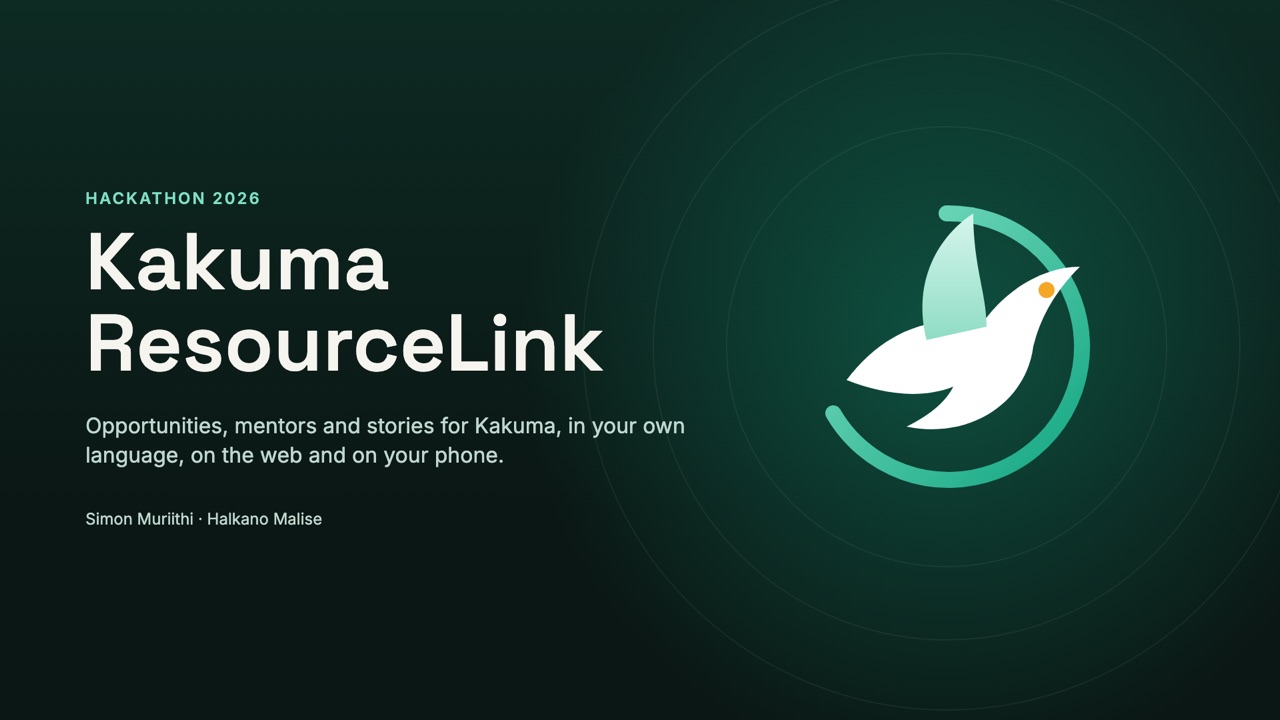 HACKATHON 2026
Kakuma
ResourceLink
Opportunities, mentors and stories for Kakuma, in your own
language, on the web and on your phone.
Simon Muriithi · Halkano Malise